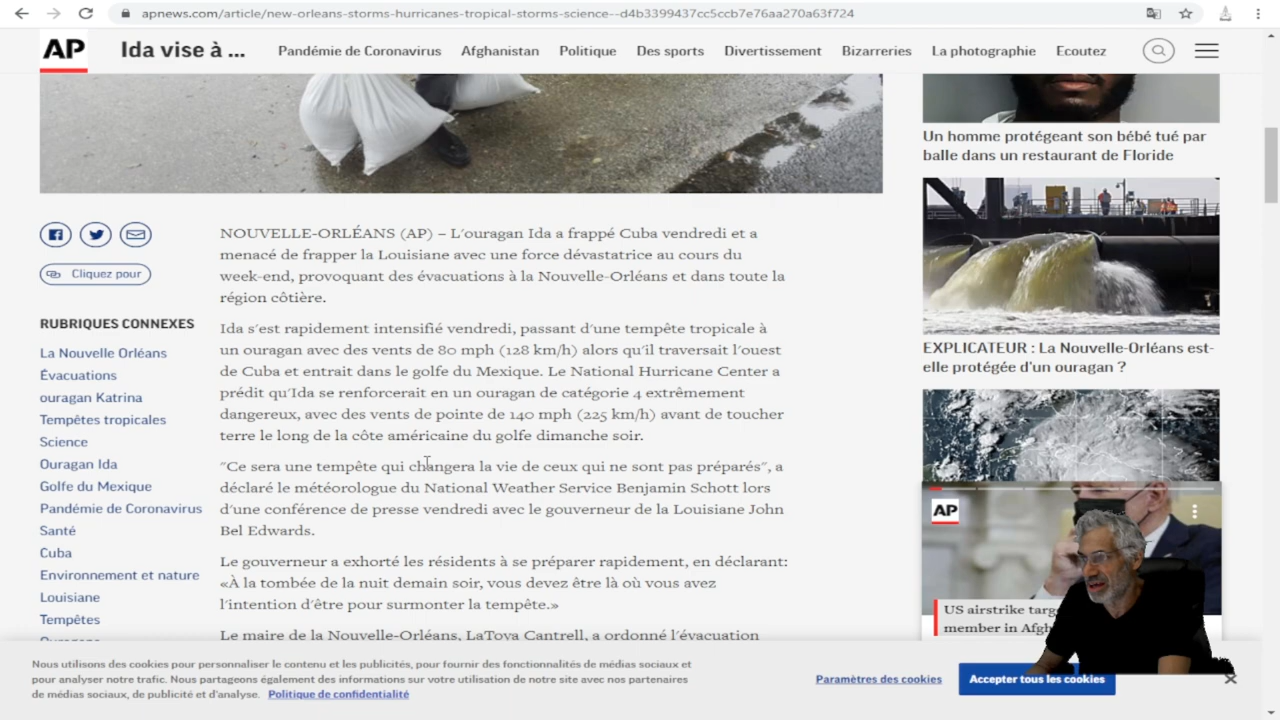 apnews.com/article/new-orleans-storms-hurricanes-tropical-storms-science--d4b3399437cc5ccb7e76aa270a63f724
AP
Ida vise à ...
Pandémie de Coronavirus
Afghanistan
Politique
Des sports
Divertissement
Bizarreries
La photographie
Ecoutez
Un homme protégeant son bébé tué par
balle dans un restaurant de Floride
EXPLICATEUR : La Nouvelle-Orléans est-
elle protégée d'un ouragan ?
Cliquez pour
RUBRIQUES CONNEXES
La Nouvelle Orléans
Évacuations
ouragan Katrina
Tempêtes tropicales
Science
Ouragan Ida
Golfe du Mexique
Pandémie de Coronavirus
Santé
Cuba
Environnement et nature
Louisiane
Tempêtes
NOUVELLE-ORLÉANS (AP) – L'ouragan Ida a frappé Cuba vendredi et a
menacé de frapper la Louisiane avec une force dévastatrice au cours du
week-end, provoquant des évacuations à la Nouvelle-Orléans et dans toute la
région côtière.
Ida s'est rapidement intensifié vendredi, passant d'une tempête tropicale à
un ouragan avec des vents de 80 mph (128 km/h) alors qu'il traversait l'ouest
de Cuba et entrait dans le golfe du Mexique. Le National Hurricane Center a
prédit qu'Ida se renforcerait en un ouragan de catégorie 4 extrêmement
dangereux, avec des vents de pointe de 140 mph (225 km/h) avant de toucher
terre le long de la côte américaine du golfe dimanche soir.
"Ce sera une tempête qui changera la vie de ceux qui ne sont pas préparés", a
déclaré le météorologue du National Weather Service Benjamin Schott lors
d'une conférence de presse vendredi avec le gouverneur de la Louisiane John
Bel Edwards.
Le gouverneur a exhorté les résidents à se préparer rapidement, en déclarant:
«À la tombée de la nuit demain soir, vous devez être là où vous avez
l'intention d'être pour surmonter la tempête.»
Le maire de la Nouvelle-Orléans, LaToya Cantrell, a ordonné l'évacuation
AP
US airstrike
member in
Nous utilisons des cookies pour personnaliser le contenu et les publicités, pour fournir des fonctionnalités de médias sociaux et
pour analyser notre trafic. Nous partageons également des informations sur votre utilisation de notre site avec nos partenaires
de médias sociaux, de publicité et d'analyse. Politique de confidentialité
Paramètres des cookies
Accepter tous les cookies